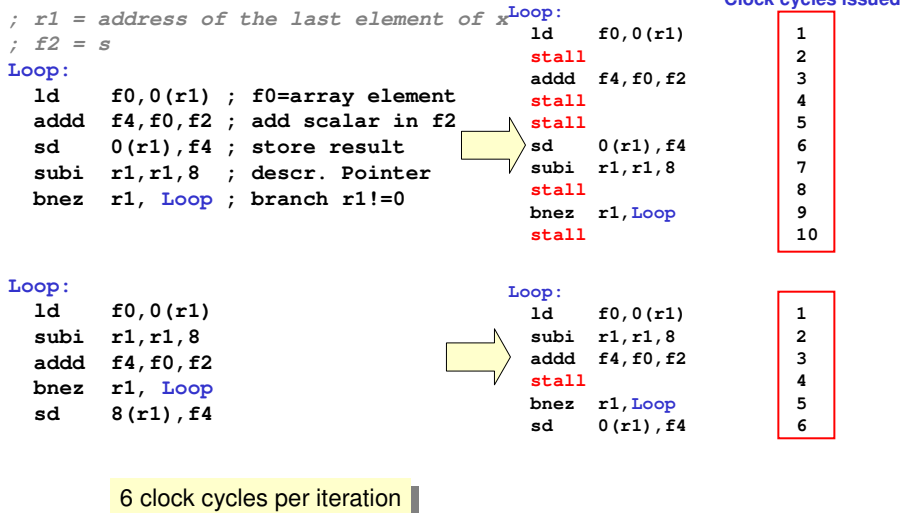 ; r1 = address of the last element of x
; f2 = s
Loop:
ld f0,0(r1) ; f0=array element
addd f4,f0,f2 ; add scalar in f2
sd 0(r1),f4 ; store result
subi r1,r1,8 ; descr. Pointer
bnez r1, Loop ; branch r1!=0
Clock cycles issued
Loop:
ld f0,0(r1) 1
stall 2
addd f4,f0,f2 3
stall 4
stall 5
sd 0(r1),f4 6
subi r1,r1,8 7
stall 8
bnez r1,Loop 9
stall 10
Loop:
ld f0,0(r1)
subi r1,r1,8
addd f4,f0,f2
bnez r1, Loop
sd 8(r1),f4
Loop:
ld f0,0(r1) 1
subi r1,r1,8 2
addd f4,f0,f2 3
stall 4
bnez r1,Loop 5
sd 0(r1),f4 6
6 clock cycles per iteration